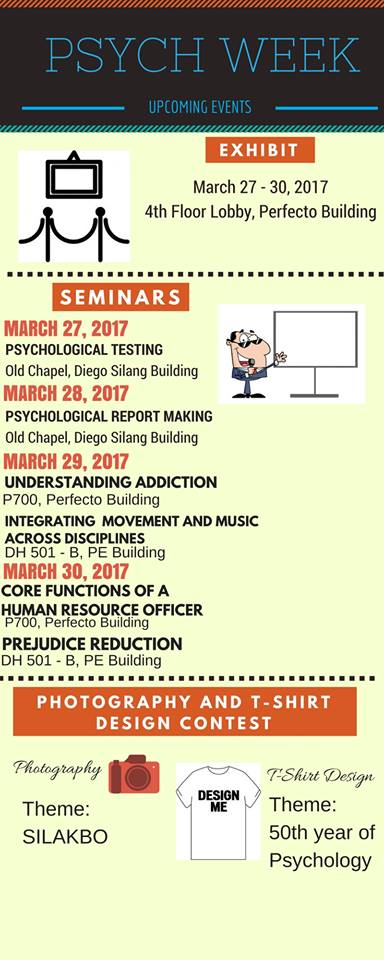 PSYCH WEEK
UPCOMING EVENTS
EXHIBIT
March 27 - 30, 2017
4th Floor Lobby, Perfecto Building
SEMINARS
MARCH 27, 2017
PSYCHOLOGICAL TESTING
Old Chapel, Diego Silang Building
MARCH 28, 2017
PSYCHOLOGICAL REPORT MAKING
Old Chapel, Diego Silang Building
MARCH 29, 2017
UNDERSTANDING ADDICTION
P700, Perfecto Building
INTEGRATING MOVEMENT AND MUSIC
ACROSS DISCIPLINES
DH 501 - B, PE Building
MARCH 30, 2017
CORE FUNCTIONS OF A
HUMAN RESOURCE OFFICER
P700, Perfecto Building
PREJUDICE REDUCTION
DH 501 - B, PE Building
PHOTOGRAPHY AND T-SHIRT
DESIGN CONTEST
Photography
Theme:
SILAKBO
DESIGN
ME
T-Shirt Design
Theme:
50th year of
Psychology